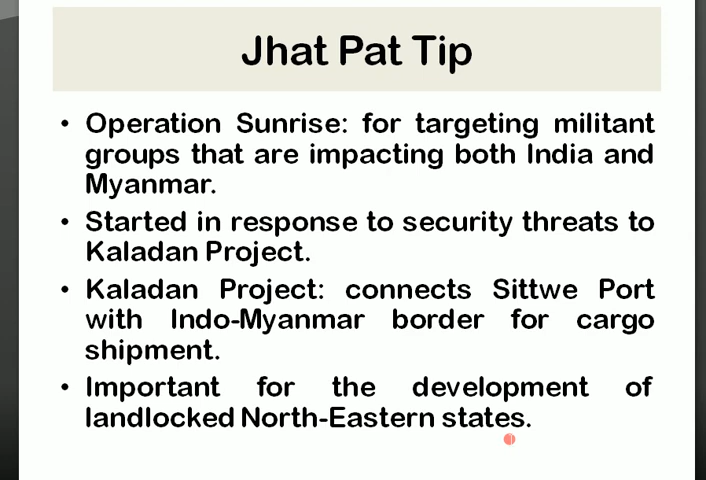 Jhat Pat Tip
• Operation Sunrise: for targeting militant
groups that are impacting both India and
Myanmar.
• Started in response to security threats to
Kaladan Project.
• Kaladan Project: connects Sittwe Port
with Indo-Myanmar border for cargo
shipment.
• Important for the development of
landlocked North-Eastern states.